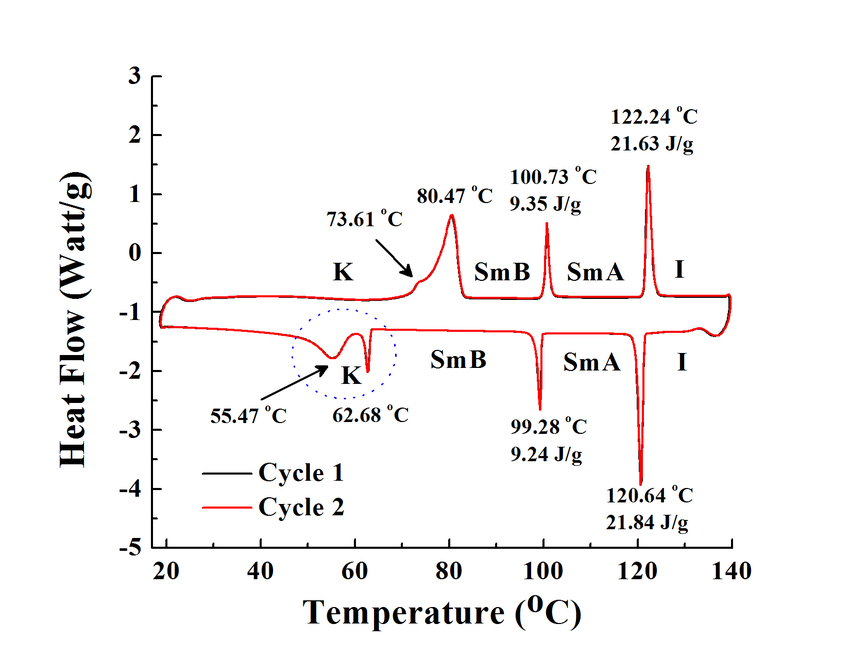 3
2
1
0
-1
-2
-3
-4
-5
Heat Flow (Watt/g)
122.24 °C
21.63 J/g
100.73 °C
9.35 J/g
80.47 °C
73.61 °C
K
SmB
SmA
I
SmB
SmA
I
K
55.47 °C
62.68 °C
99.28 °C
9.24 J/g
120.64 °C
21.84 J/g
Cycle 1
Cycle 2
20 40 60 80 100 120 140
Temperature (⁰C)